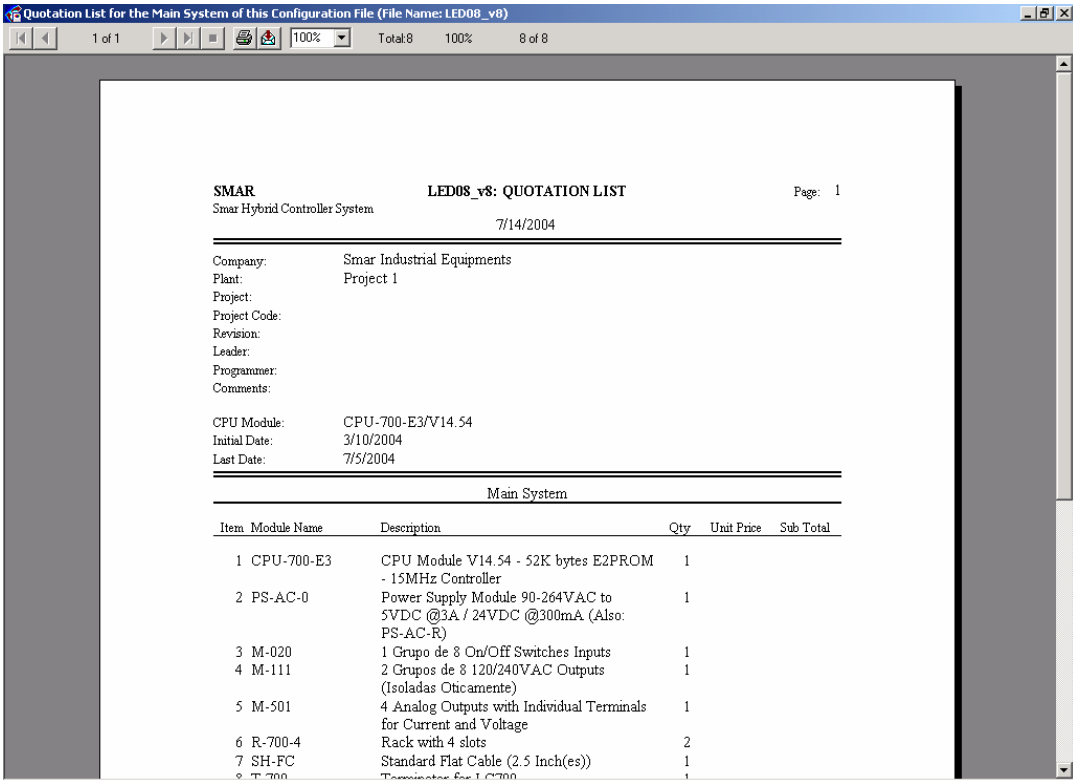 Quotation List for the Main System of this Configuration File (File Name: LED08_v8)
1 of 1 100% Total:8 100% 8 of 8
SMAR LED08_v8: QUOTATION LIST Page: 1
Smar Hybrid Controller System
7/14/2004
Company: Smar Industrial Equipments
Plant: Project 1
Project:
Project Code:
Revision:
Leader:
Programmer:
Comments:
CPU Module: CPU-700-E3/V14.54
Initial Date: 3/10/2004
Last Date: 7/5/2004
Main System
Item Module Name Description Qty Unit Price Sub Total
1 CPU-700-E3 CPU Module V14.54 - 52K bytes E2PROM 1
- 15MHz Controller
2 PS-AC-0 Power Supply Module 90-264VAC to 1
5VDC @3A / 24VDC @300mA (Also:
PS-AC-R)
3 M-020 1 Grupo de 8 On/Off Switches Inputs 1
4 M-111 2 Grupos de 8 120/240VAC Outputs 1
(Isoladas Oticamente)
5 M-501 4 Analog Outputs with Individual Terminals 1
for Current and Voltage
6 R-700-4 Rack with 4 slots 2
7 SH-FC Standard Flat Cable (2.5 Inch(es)) 1
8 T-700 Terminator for LC700 1